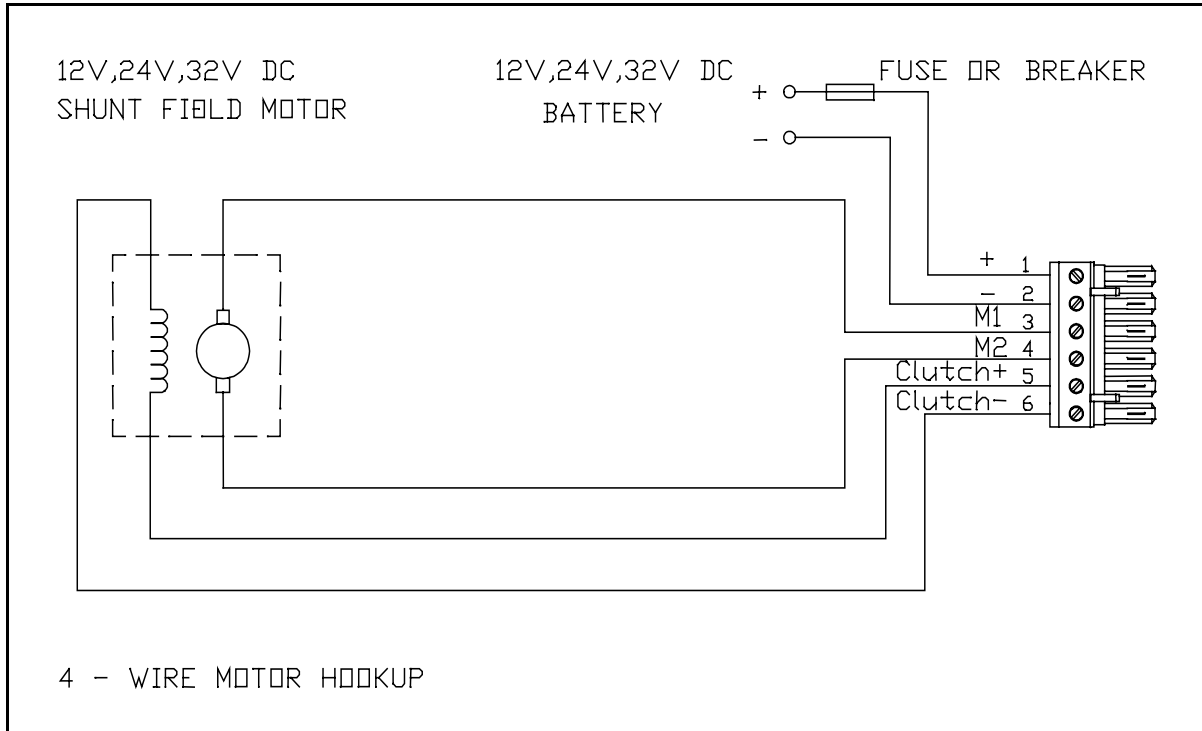 12V,24V,32V DC
SHUNT FIELD MOTOR
12V,24V,32V DC
BATTERY
+
-
FUSE OR BREAKER
+ 1
- 2
M1 3
M2 4
Clutch+ 5
Clutch- 6
4 - WIRE MOTOR HOOKUP